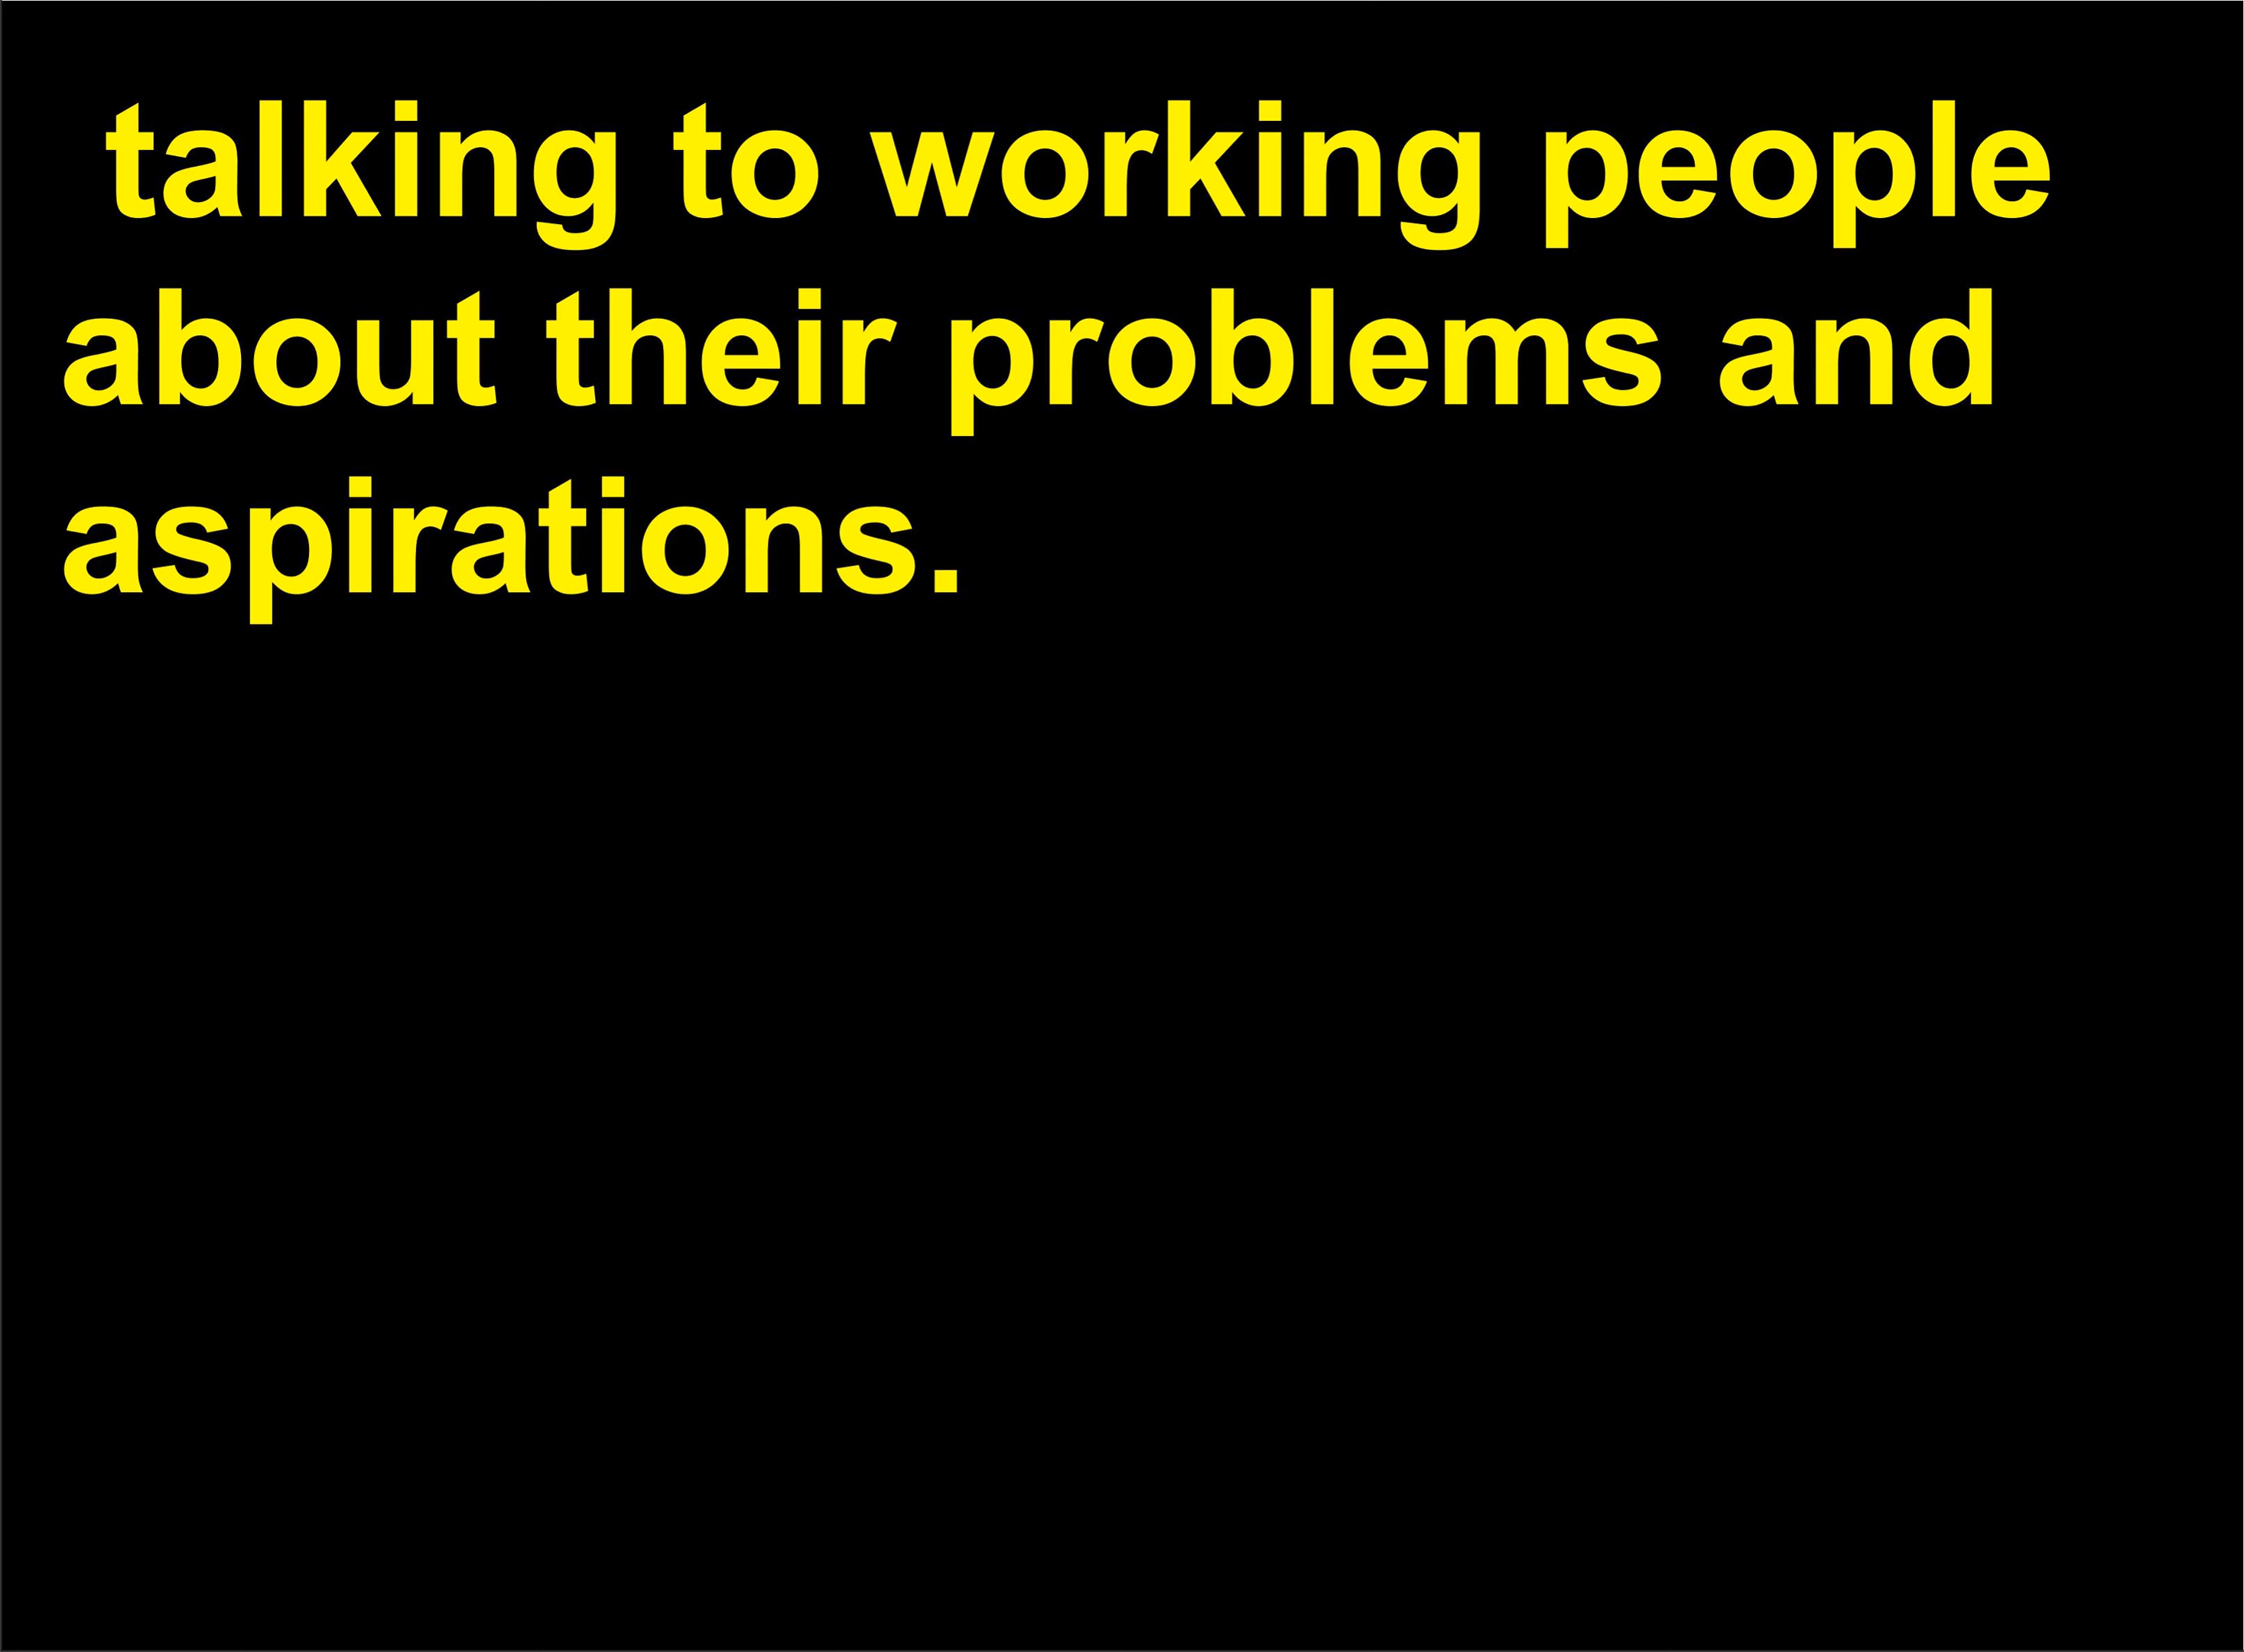 talking to working people
about their problems and
aspirations.